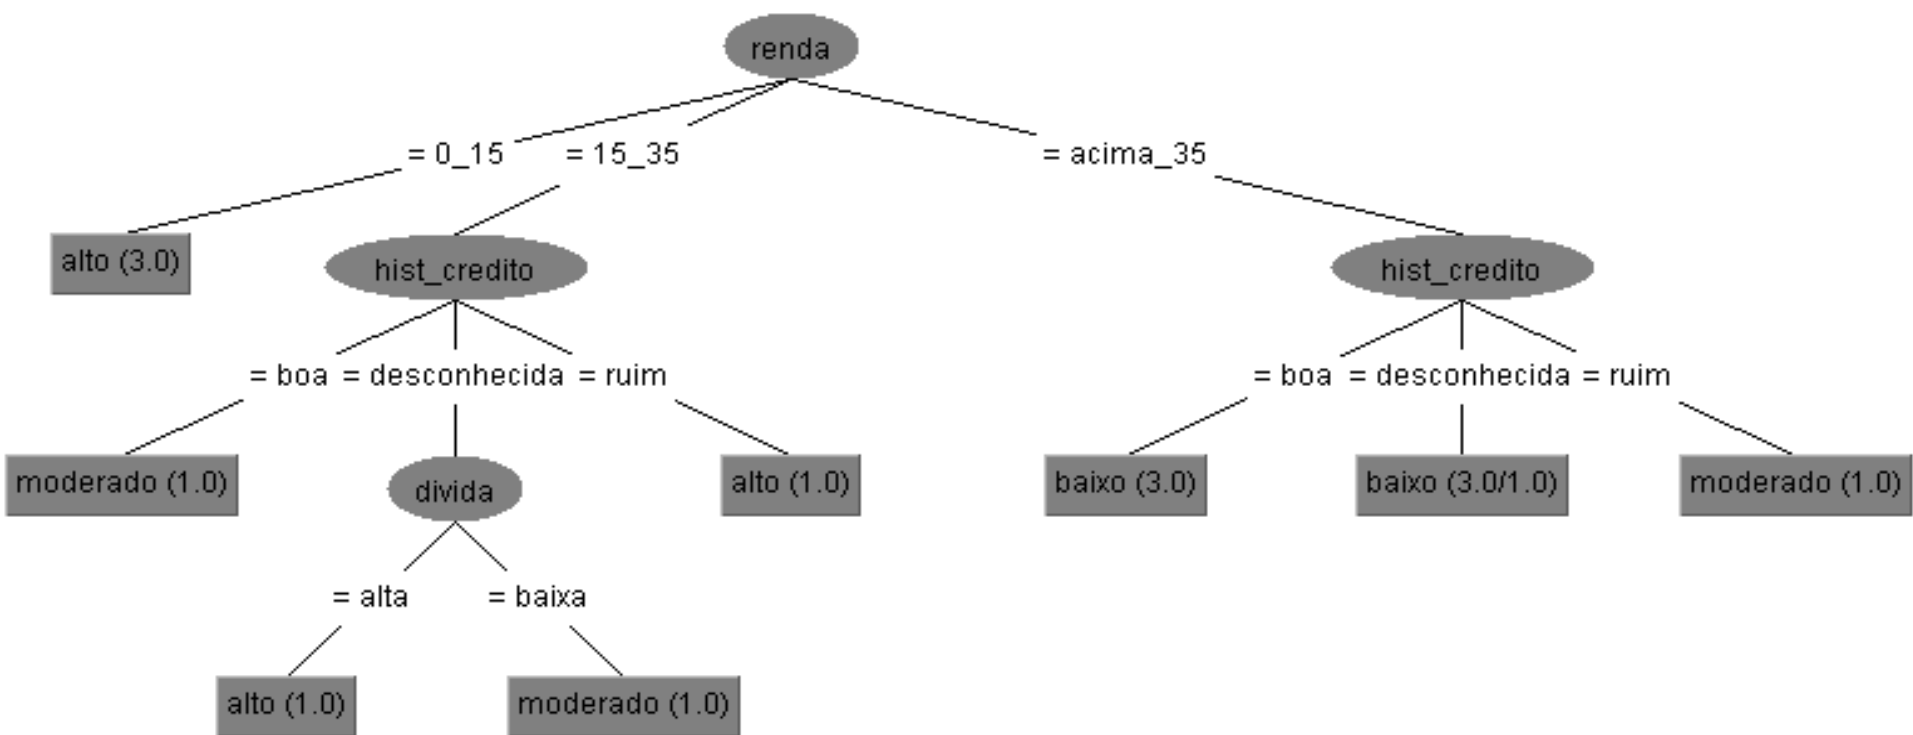 renda
= 0_15
= 15_35
= acima_35
alto (3.0)
hist_credito
hist_credito
= boa
= desconhecida
= ruim
= boa
= desconhecida
= ruim
moderado (1.0)
divida
alto (1.0)
baixo (3.0)
baixo (3.0/1.0)
moderado (1.0)
= alta
= baixa
alto (1.0)
moderado (1.0)